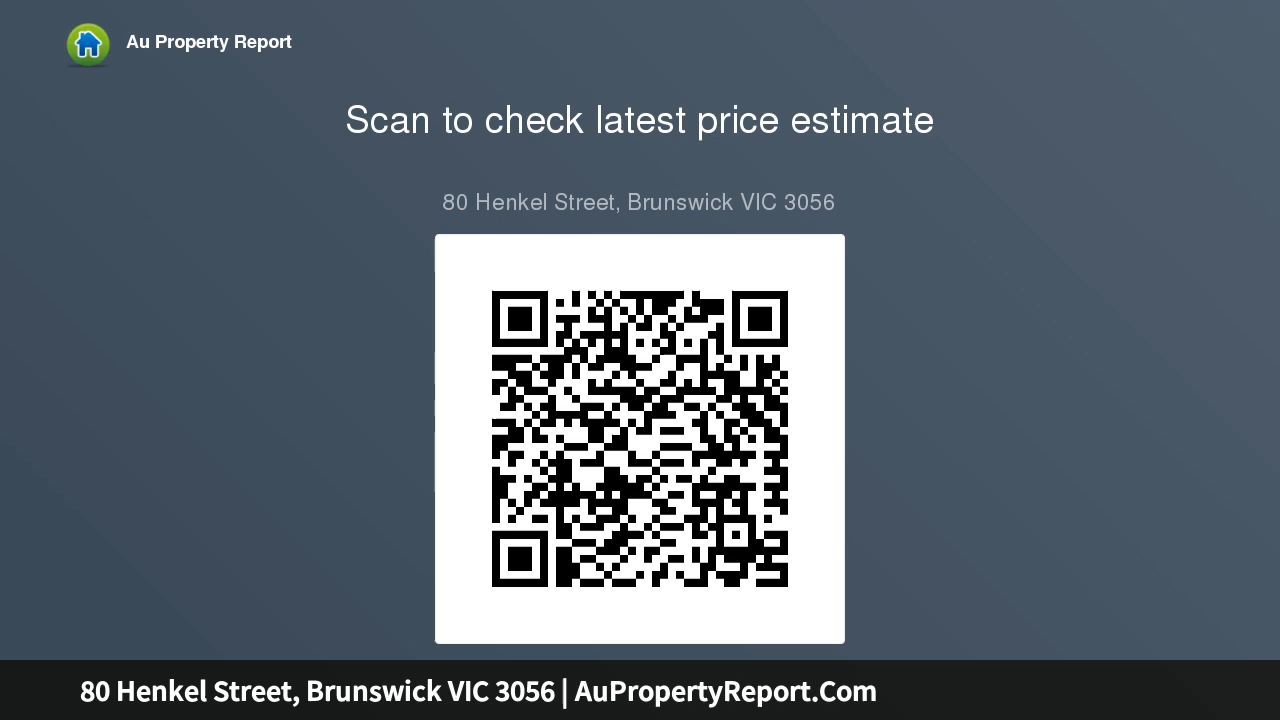 Au Property Report
Scan to check latest price estimate
80 Henkel Street, Brunswick VIC 3056
80 Henkel Street, Brunswick VIC 3056 | AuPropertyReport.Com